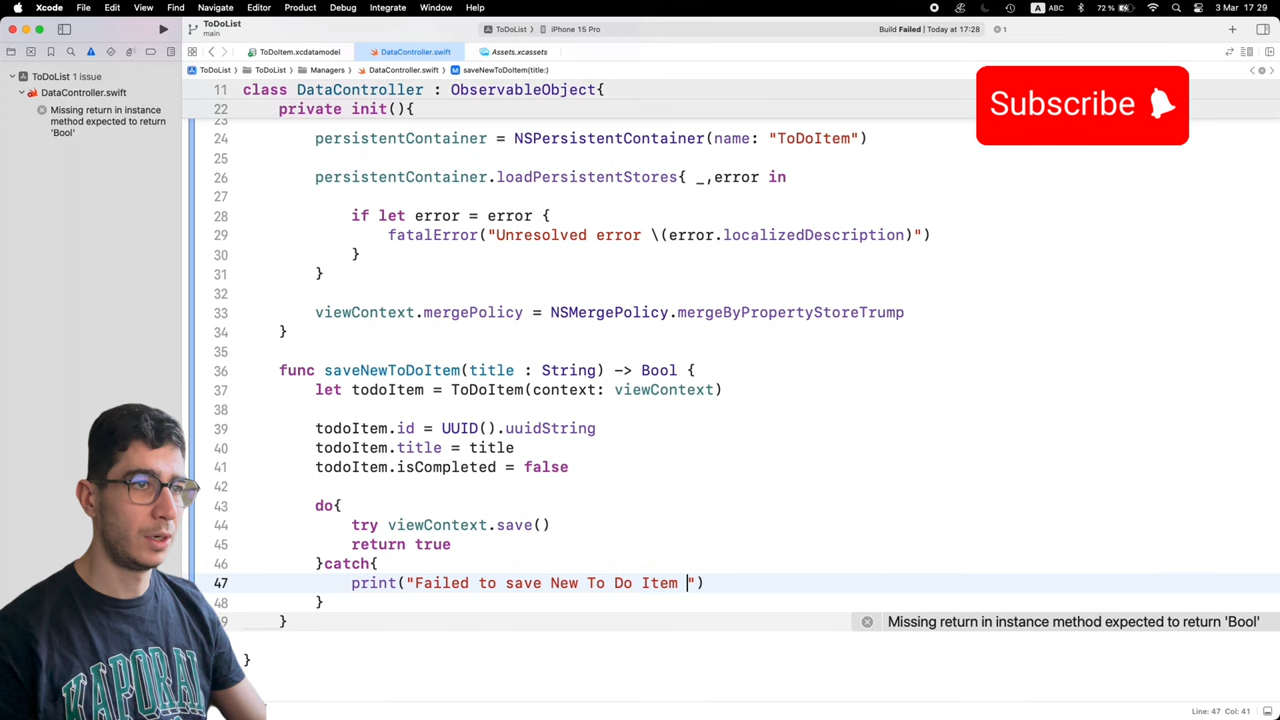 Xcode File Edit View Find Navigate Editor Product Debug Integrate Window Help
ABC 72 % 3 Mar 17 29
ToDoList
main
ToDoList 〉 iPhone 15 Pro
Build Failed | Today at 17:28
1
ToDoItem.xcdatamodel
DataController.swift
Assets.xcassets
ToDoList 〉 ToDoList 〉 Managers 〉 DataController.swift 〉 M saveNewToDoItem(title:)
ToDoList 1 issue
DataController.swift
Missing return in instance
method expected to return
'Bool'
Subscribe
11 class DataController : ObservableObject{
22 private init(){
23
24 persistentContainer = NSPersistentContainer(name: "ToDoItem")
25
26 persistentContainer.loadPersistentStores{ _,error in
27
28 if let error = error {
29 fatalError("Unresolved error \(error.localizedDescription)")
30 }
31 }
32
33 viewContext.mergePolicy = NSMergePolicy.mergeByPropertyStoreTrump
34 }
35
36 func saveNewToDoItem(title : String) -> Bool {
37 let todoItem = ToDoItem(context: viewContext)
38
39 todoItem.id = UUID().uuidString
40 todoItem.title = title
41 todoItem.isCompleted = false
42
43 do{
44 try viewContext.save()
45 return true
46 }catch{
47 print("Failed to save New To Do Item ")
48 }
}
Missing return in instance method expected to return 'Bool'
}
KAPORAL
Line: 47 Col: 41